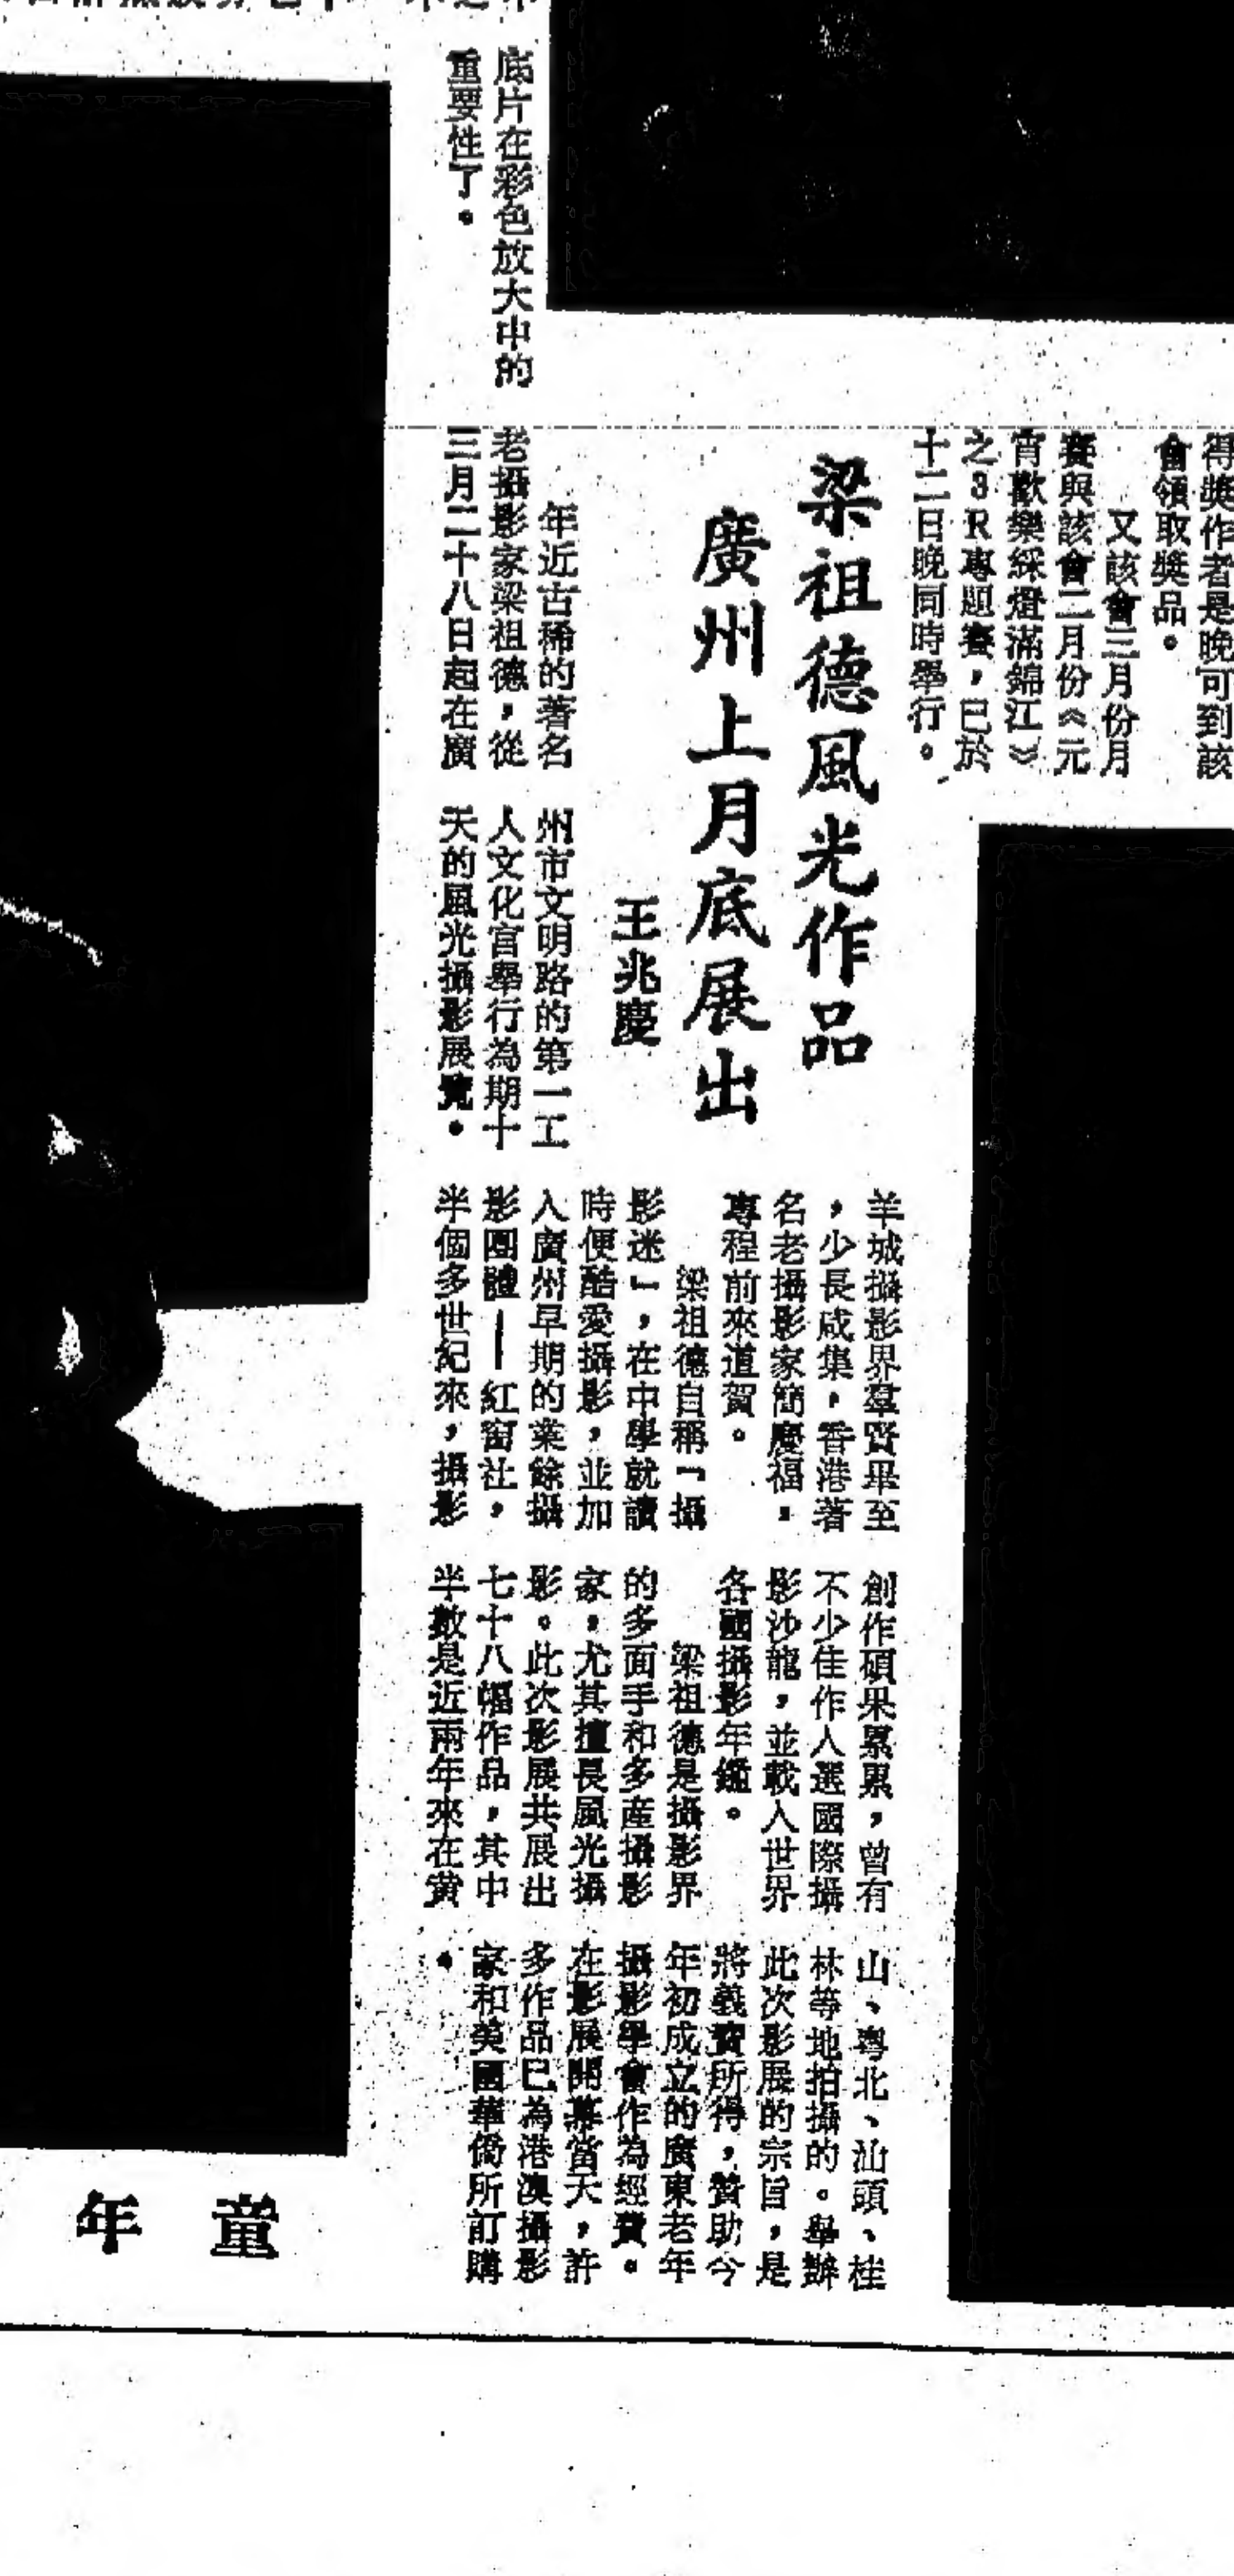 底片在彩色放大中的
重要性了。
得獎作者是晚可到該
會領取獎品。
又該會三月份月
賽與該會二月份《元
宵歡樂綵燈滿錦江》
之3R專題賽，已於
十二日晚同時舉行。
梁祖德風光作品
廣州上月底展出
王兆慶
年近古稀的著名
老攝影家梁祖德，從
三月二十八日起在廣
州市文明路的第一工
人文化宮舉行為期十
天的風光攝影展覽。
羊城攝影界羣賢畢至
，少長咸集，香港著
名老攝影家簡慶福，
專程前來道賀。
梁祖德自稱「攝
影迷」，在中學就讀
時便酷愛攝影，並加
入廣州早期的業餘攝
影團體──紅窗社，
半個多世紀來，攝影
創作碩果累累，曾有
不少佳作入選國際攝
影沙龍，並載入世界
各國攝影年鑑。
梁祖德是攝影界
的多面手和多產攝影
家，尤其擅長風光攝
影。此次影展共展出
七十八幅作品，其中
半數是近兩年來在黃
山、粵北、汕頭、桂
林等地拍攝的。舉辦
此次影展的宗旨，是
將義賣所得，贊助今
年初成立的廣東老年
攝影學會作為經費。
在影展開幕當天，許
多作品已為港澳攝影
家和美國華僑所訂購
。
童年